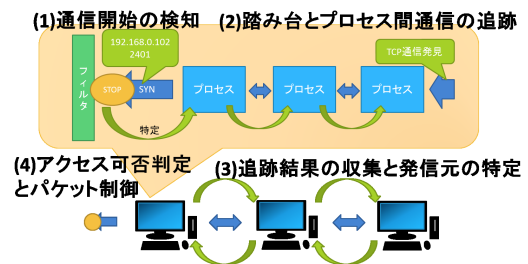 (1)通信開始の検知
(2)踏み台とプロセス間通信の追跡
192.168.0.102
2401
TCP通信発見
フィルタ
STOP
SYN
プロセス
プロセス
プロセス
特定
(4)アクセス可否判定
とパケット制御
(3)追跡結果の収集と発信元の特定